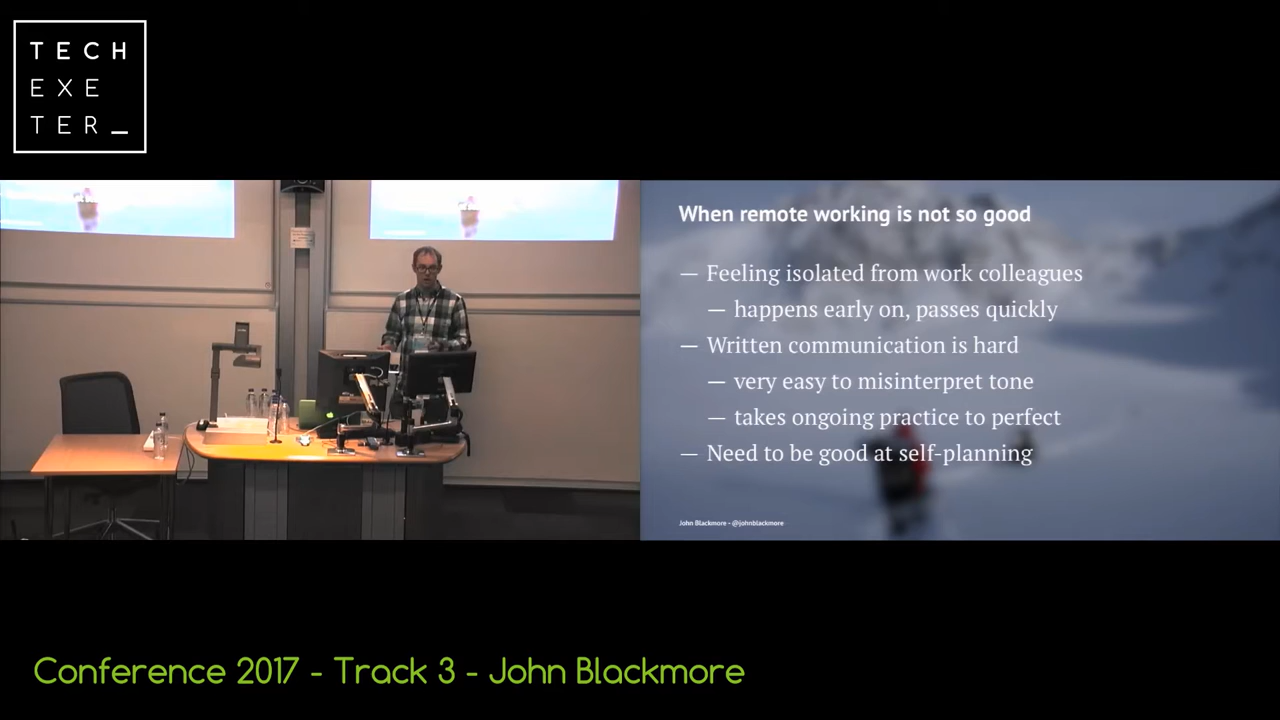 TECH
EXE
TER_
When remote working is not so good
— Feeling isolated from work colleagues
— happens early on, passes quickly
— Written communication is hard
— very easy to misinterpret tone
— takes ongoing practice to perfect
— Need to be good at self-planning
John Blackmore - @johnblackmore
Conference 2017 - Track 3 - John Blackmore